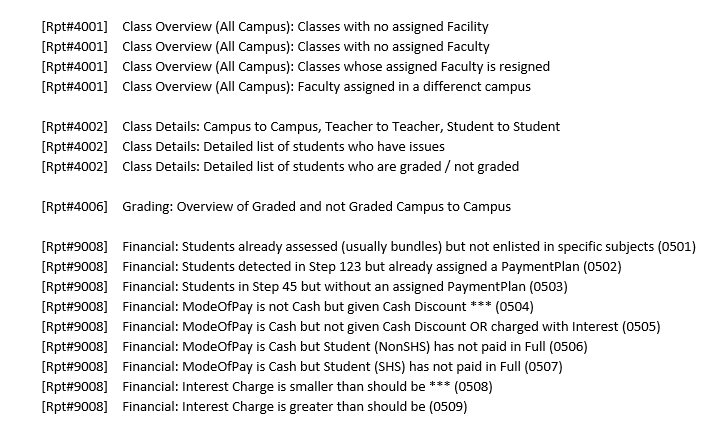 [Rpt#4001] Class Overview (All Campus): Classes with no assigned Facility
[Rpt#4001] Class Overview (All Campus): Classes with no assigned Faculty
[Rpt#4001] Class Overview (All Campus): Classes whose assigned Faculty is resigned
[Rpt#4001] Class Overview (All Campus): Faculty assigned in a differenct campus
[Rpt#4002] Class Details: Campus to Campus, Teacher to Teacher, Student to Student
[Rpt#4002] Class Details: Detailed list of students who have issues
[Rpt#4002] Class Details: Detailed list of students who are graded / not graded
[Rpt#4006] Grading: Overview of Graded and not Graded Campus to Campus
[Rpt#9008] Financial: Students already assessed (usually bundles) but not enlisted in specific subjects (0501)
[Rpt#9008] Financial: Students detected in Step 123 but already assigned a PaymentPlan (0502)
[Rpt#9008] Financial: Students in Step 45 but without an assigned PaymentPlan (0503)
[Rpt#9008] Financial: ModeOfPay is not Cash but given Cash Discount *** (0504)
[Rpt#9008] Financial: ModeOfPay is Cash but not given Cash Discount OR charged with Interest (0505)
[Rpt#9008] Financial: ModeOfPay is Cash but Student (NonSHS) has not paid in Full (0506)
[Rpt#9008] Financial: ModeOfPay is Cash but Student (SHS) has not paid in Full (0507)
[Rpt#9008] Financial: Interest Charge is smaller than should be *** (0508)
[Rpt#9008] Financial: Interest Charge is greater than should be (0509)